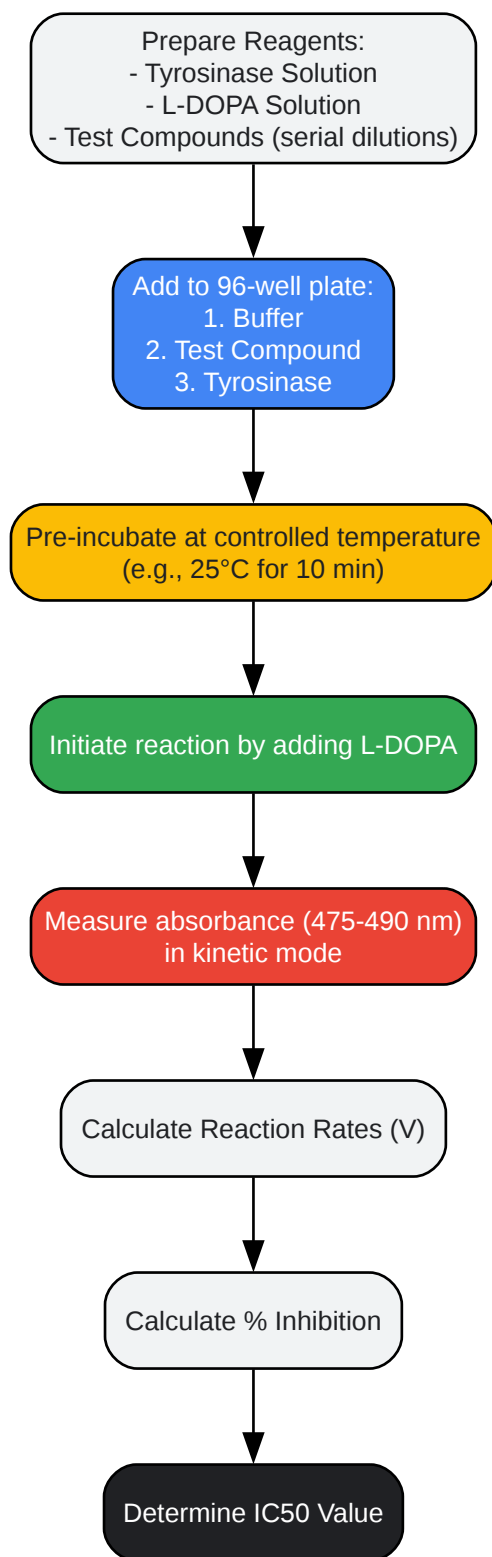 Prepare Reagents:
- Tyrosinase Solution
- L-DOPA Solution
- Test Compounds (serial dilutions)
Add to 96-well plate:
1. Buffer
2. Test Compound
3. Tyrosinase
Pre-incubate at controlled temperature
(e.g., 25°C for 10 min)
Initiate reaction by adding L-DOPA
Measure absorbance (475-490 nm)
in kinetic mode
Calculate Reaction Rates (V)
Calculate % Inhibition
Determine IC50 Value